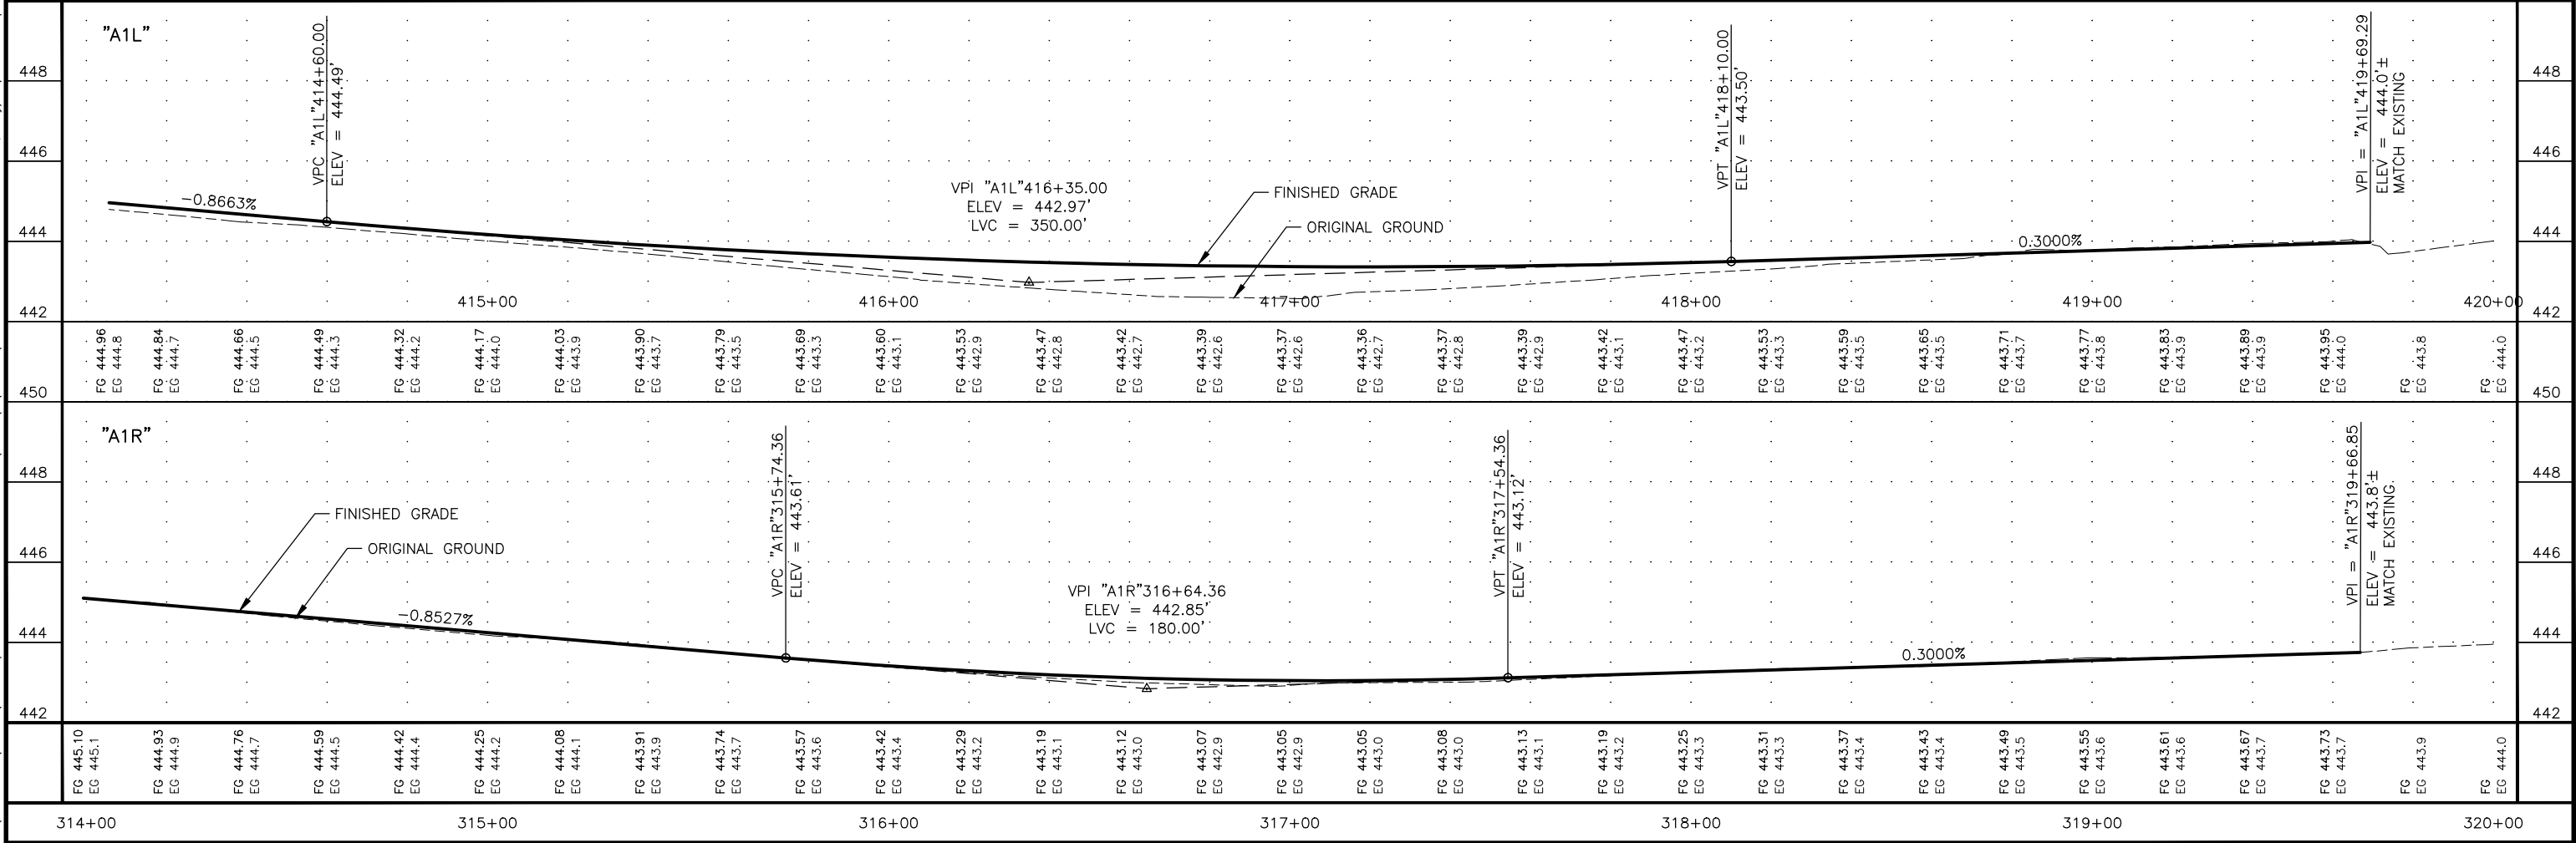 "A1L"
VPC "A1L"414+60.00
ELEV = 444.49'
VPI "A1L"416+35.00
ELEV = 442.97'
LVC = 350.00'
VPT "A1L"418+10.00
ELEV = 443.50'
VPI = "A1L"419+69.29
ELEV = 444.0'±
MATCH EXISTING
FINISHED GRADE
ORIGINAL GROUND
-0.8663%
0.3000%
448 448
446 446
444 444
442 442
415+00 416+00 417+00 418+00 419+00 420+00
FG 444.96
EG 444.8
FG 444.84
EG 444.7
FG 444.66
EG 444.5
FG 444.49
EG 444.3
FG 444.32
EG 444.2
FG 444.17
EG 444.0
FG 444.03
EG 443.9
FG 443.90
EG 443.7
FG 443.79
EG 443.5
FG 443.69
EG 443.3
FG 443.60
EG 443.1
FG 443.53
EG 442.9
FG 443.47
EG 442.8
FG 443.42
EG 442.7
FG 443.39
EG 442.6
FG 443.37
EG 442.6
FG 443.36
EG 442.7
FG 443.37
EG 442.8
FG 443.39
EG 442.9
FG 443.42
EG 443.1
FG 443.47
EG 443.2
FG 443.53
EG 443.3
FG 443.59
EG 443.5
FG 443.65
EG 443.5
FG 443.71
EG 443.7
FG 443.77
EG 443.8
FG 443.83
EG 443.9
FG 443.89
EG 443.9
FG 443.95
EG 444.0
FG
EG 443.8
FG
EG 444.0
450 450
"A1R"
VPC "A1R"315+74.36
ELEV = 443.61'
VPI "A1R"316+64.36
ELEV = 442.85'
LVC = 180.00'
VPT "A1R"317+54.36
ELEV = 443.12'
VPI = "A1R"319+66.85
ELEV = 443.8'±
MATCH EXISTING
FINISHED GRADE
ORIGINAL GROUND
-0.8527%
0.3000%
448 448
446 446
444 444
442 442
FG 445.10
EG 445.1
FG 444.93
EG 444.9
FG 444.76
EG 444.7
FG 444.59
EG 444.5
FG 444.42
EG 444.4
FG 444.25
EG 444.2
FG 444.08
EG 444.1
FG 443.91
EG 443.9
FG 443.74
EG 443.7
FG 443.57
EG 443.6
FG 443.42
EG 443.4
FG 443.29
EG 443.2
FG 443.19
EG 443.1
FG 443.12
EG 443.0
FG 443.07
EG 442.9
FG 443.05
EG 442.9
FG 443.05
EG 443.0
FG 443.08
EG 443.0
FG 443.13
EG 443.1
FG 443.19
EG 443.2
FG 443.25
EG 443.3
FG 443.31
EG 443.3
FG 443.37
EG 443.4
FG 443.43
EG 443.4
FG 443.49
EG 443.5
FG 443.55
EG 443.6
FG 443.61
EG 443.6
FG 443.67
EG 443.7
FG 443.73
EG 443.7
FG
EG 443.9
FG
EG 444.0
314+00 315+00 316+00 317+00 318+00 319+00 320+00